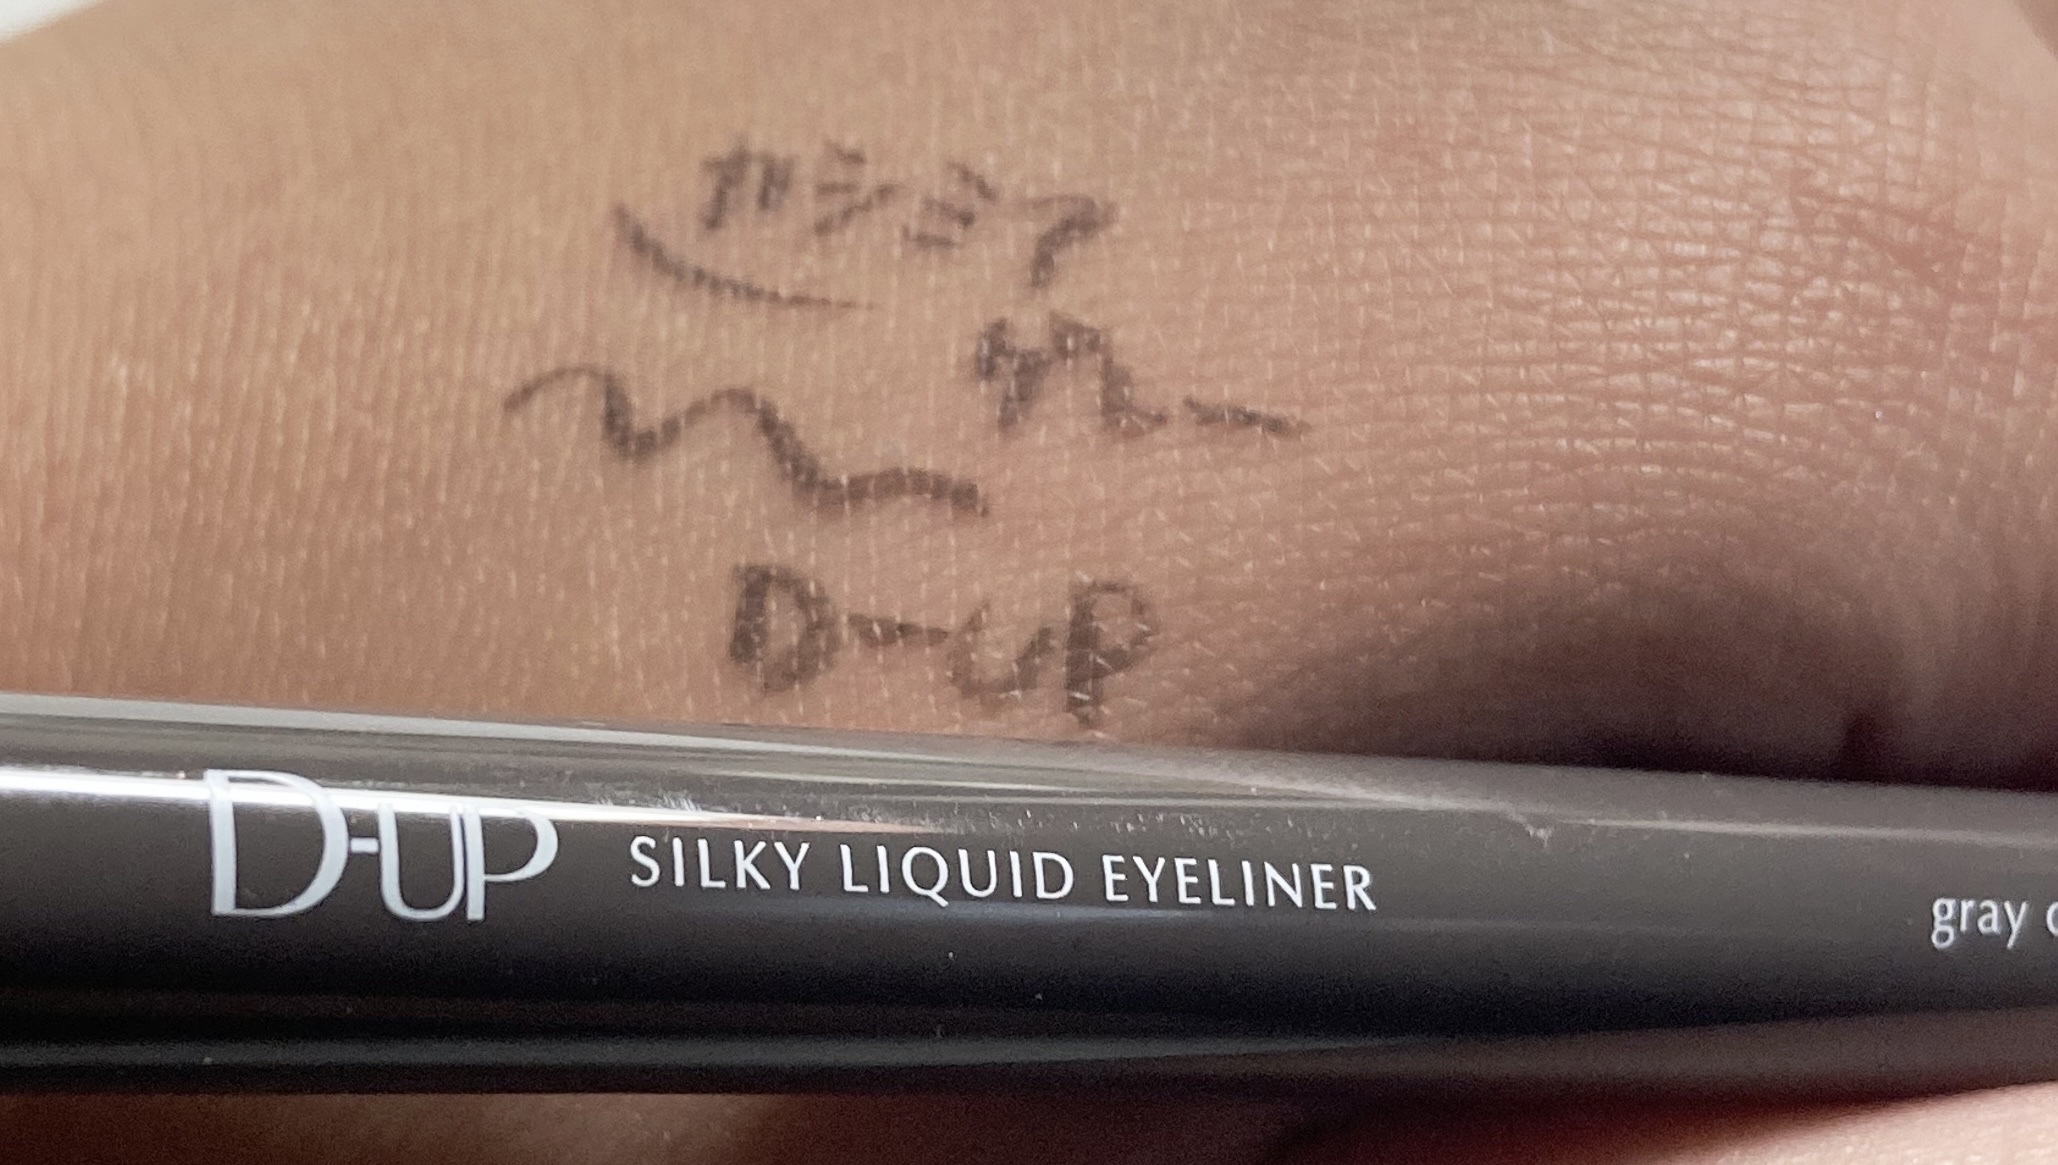 カシミア
グレー
D-UP
D-UP SILKY LIQUID EYELINER gray